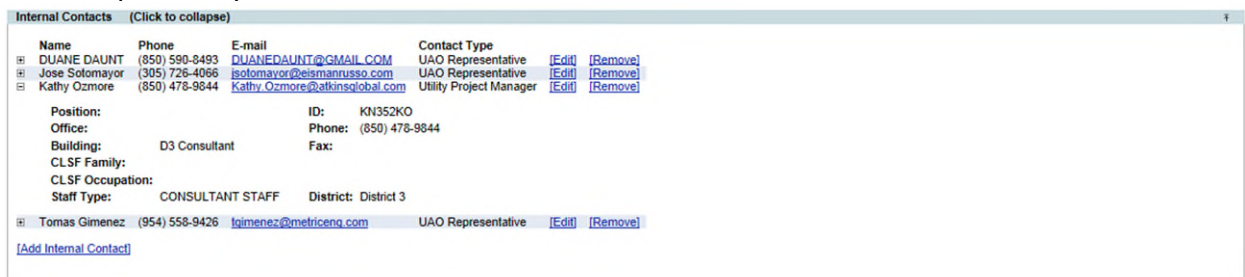 Internal Contacts (Click to collapse)
Name Phone E-mail Contact Type
DUANE DAUNT (850) 590-8493 DUANEDAUNT@GMAIL.COM UAO Representative [Edit] [Remove]
Jose Sotomayor (305) 726-4066 jsotomayor@eismanrusso.com UAO Representative [Edit] [Remove]
Kathy Ozmore (850) 478-9844 Kathy.Ozmore@atkinsglobal.com Utility Project Manager [Edit] [Remove]
Position: ID: KN352KO
Office: Phone: (850) 478-9844
Building: D3 Consultant Fax:
CLSF Family:
CLSF Occupation:
Staff Type: CONSULTANT STAFF District: District 3
Tomas Gimenez (954) 558-9426 tgimenez@metriceng.com UAO Representative [Edit] [Remove]
[Add Internal Contact]